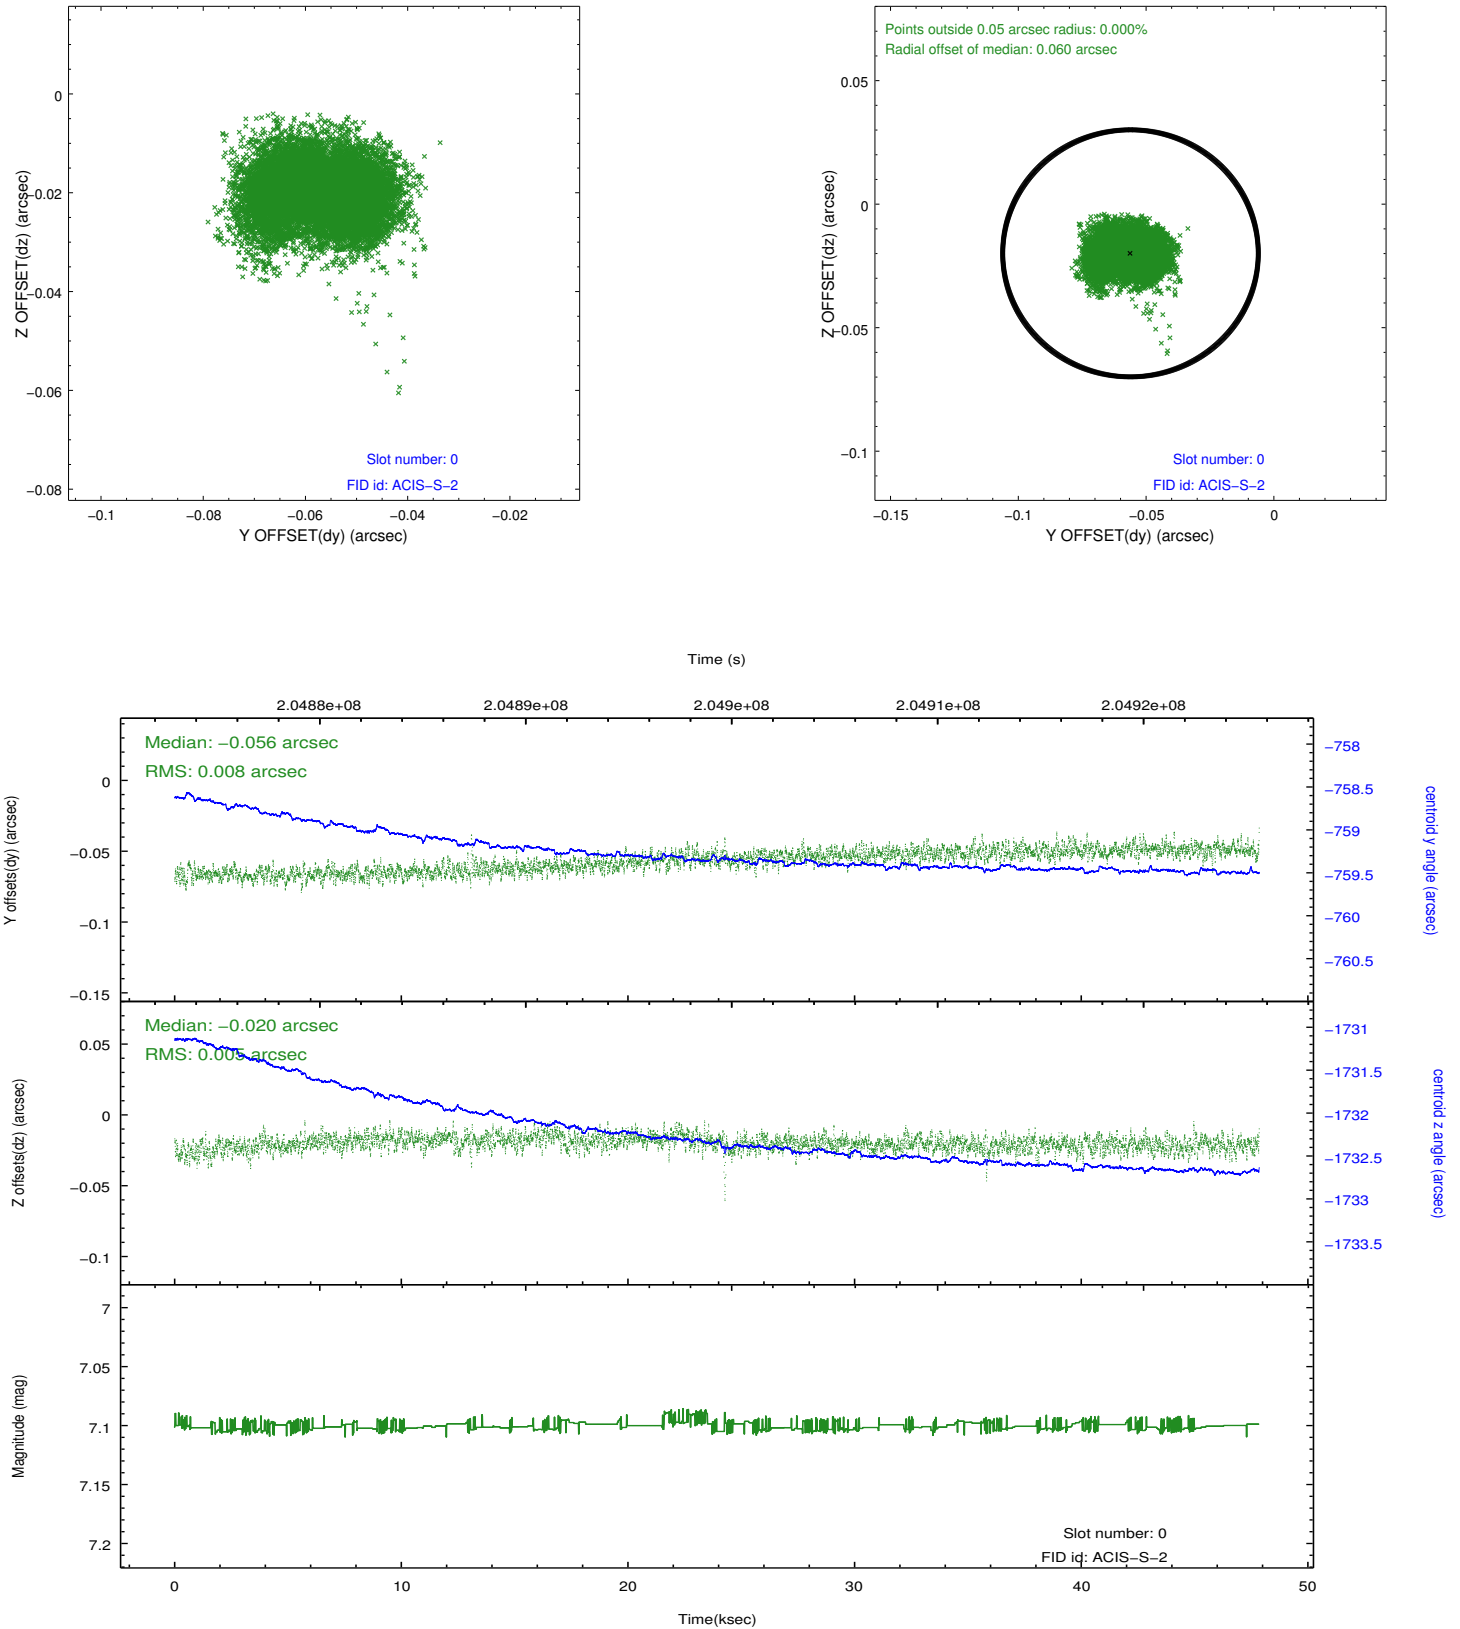 0
−0.02
−0.04
−0.06
−0.08
Z OFFSET(dz) (arcsec)
Slot number: 0
FID id: ACIS−S−2
−0.1
−0.08
−0.06
−0.04
−0.02
Y OFFSET(dy) (arcsec)
Points outside 0.05 arcsec radius: 0.000%
Radial offset of median: 0.060 arcsec
0.05
0
−0.05
−0.1
Z OFFSET(dz) (arcsec)
Slot number: 0
FID id: ACIS−S−2
−0.15
−0.1
−0.05
0
Y OFFSET(dy) (arcsec)
Time (s)
2.0488e+08
2.0489e+08
2.049e+08
2.0491e+08
2.0492e+08
Median: −0.056 arcsec
RMS: 0.008 arcsec
0
−0.05
−0.1
−0.15
Y offsets(dy) (arcsec)
−758
−758.5
−759
−759.5
−760
−760.5
centroid y angle (arcsec)
Median: −0.020 arcsec
RMS: 0.005 arcsec
0.05
0
−0.05
−0.1
Z offsets(dz) (arcsec)
−1731
−1731.5
−1732
−1732.5
−1733
−1733.5
centroid z angle (arcsec)
7
7.05
7.1
7.15
7.2
Magnitude (mag)
Slot number: 0
FID id: ACIS−S−2
0
10
20
30
40
50
Time(ksec)